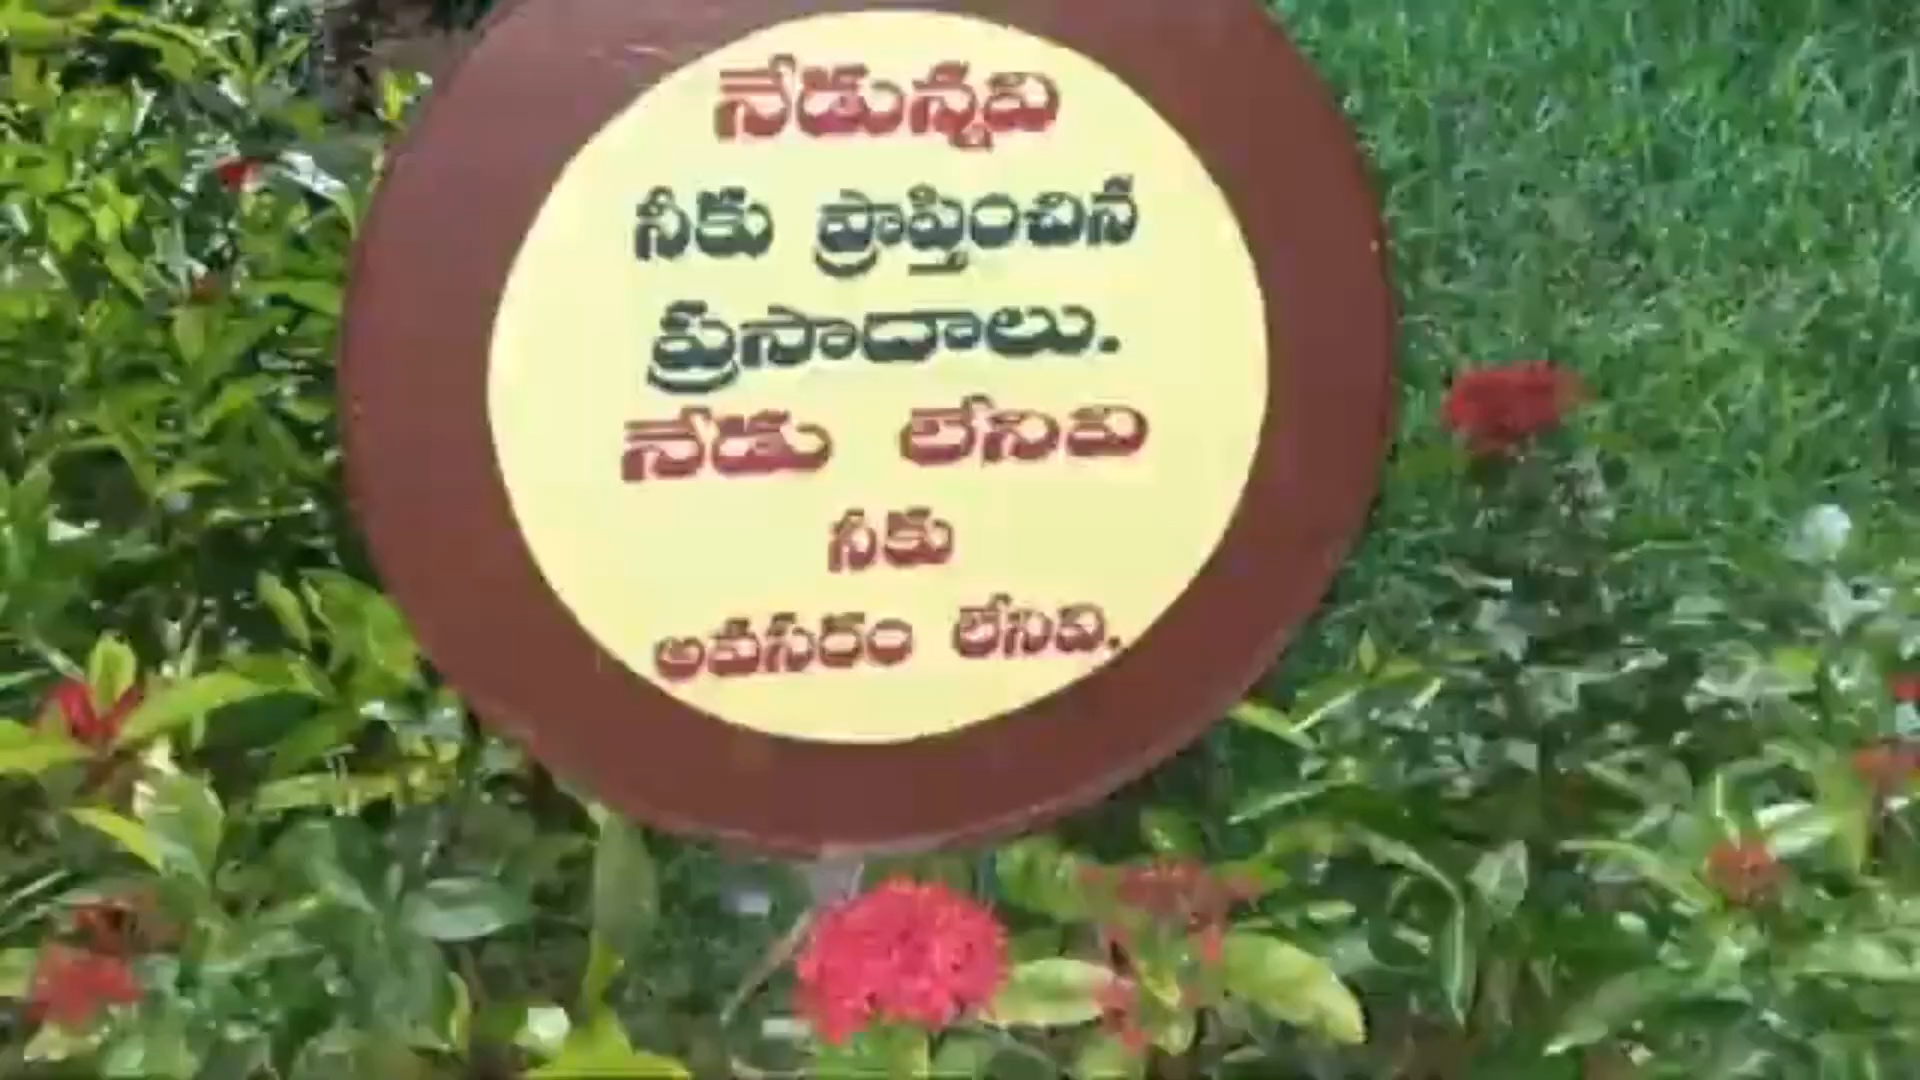 నేడున్నవి
నీకు ప్రాప్తించిన
ప్రసాదాలు.
నేడు లేనివి
నీకు
అవసరం లేనివి.